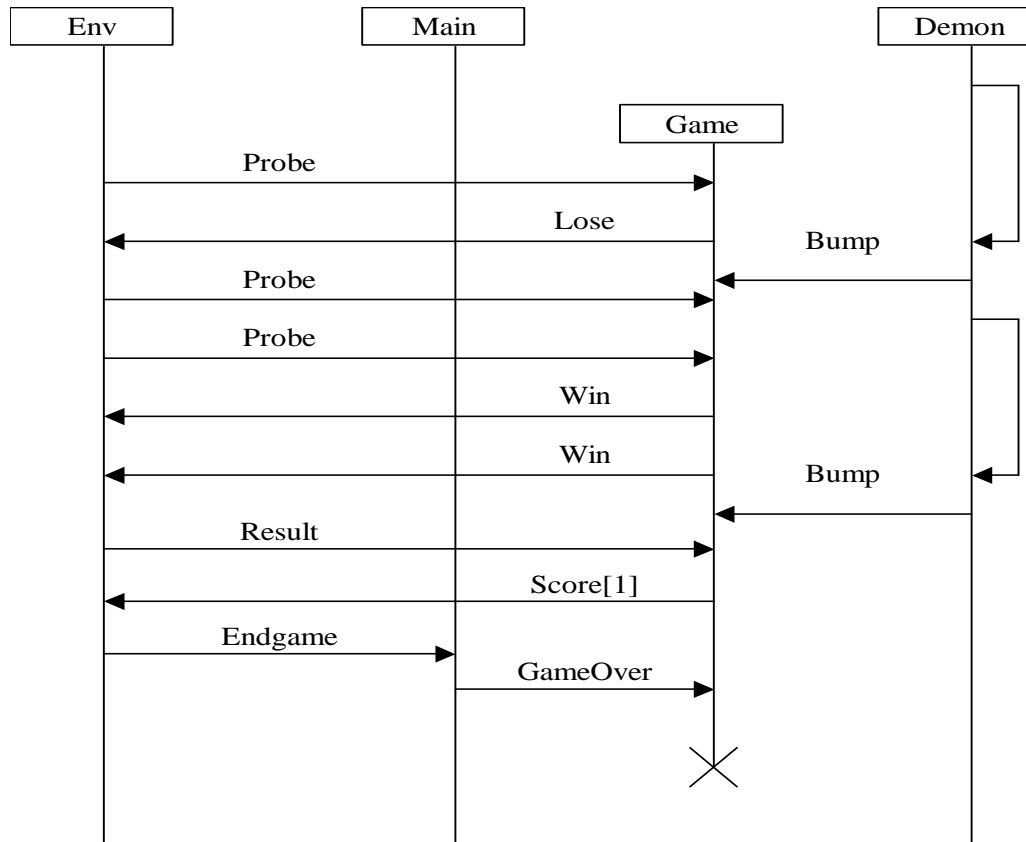 Env
Main
Demon
Game
Probe
Lose
Bump
Probe
Probe
Win
Win
Bump
Result
Score[1]
Endgame
GameOver